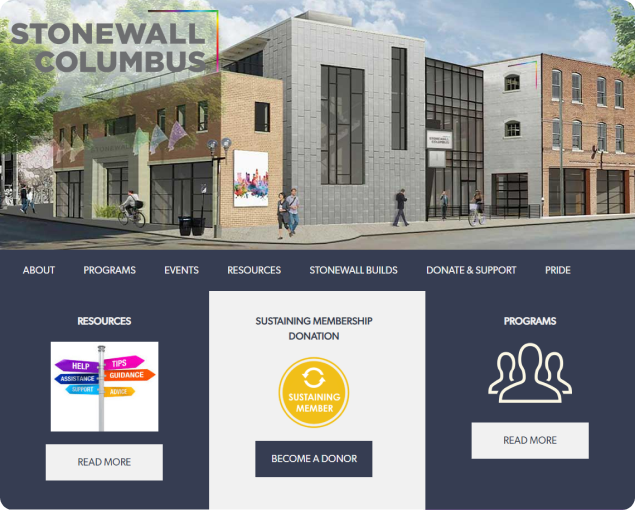 STONEWALL
COLUMBUS
STONEWALL
COLUMBUS
ABOUT PROGRAMS EVENTS RESOURCES STONEWALL BUILDS DONATE & SUPPORT PRIDE
RESOURCES
HELP
TIPS
ASSISTANCE
GUIDANCE
SUPPORT
ADVICE
READ MORE
SUSTAINING MEMBERSHIP
DONATION
SUSTAINING
MEMBER
BECOME A DONOR
PROGRAMS
READ MORE